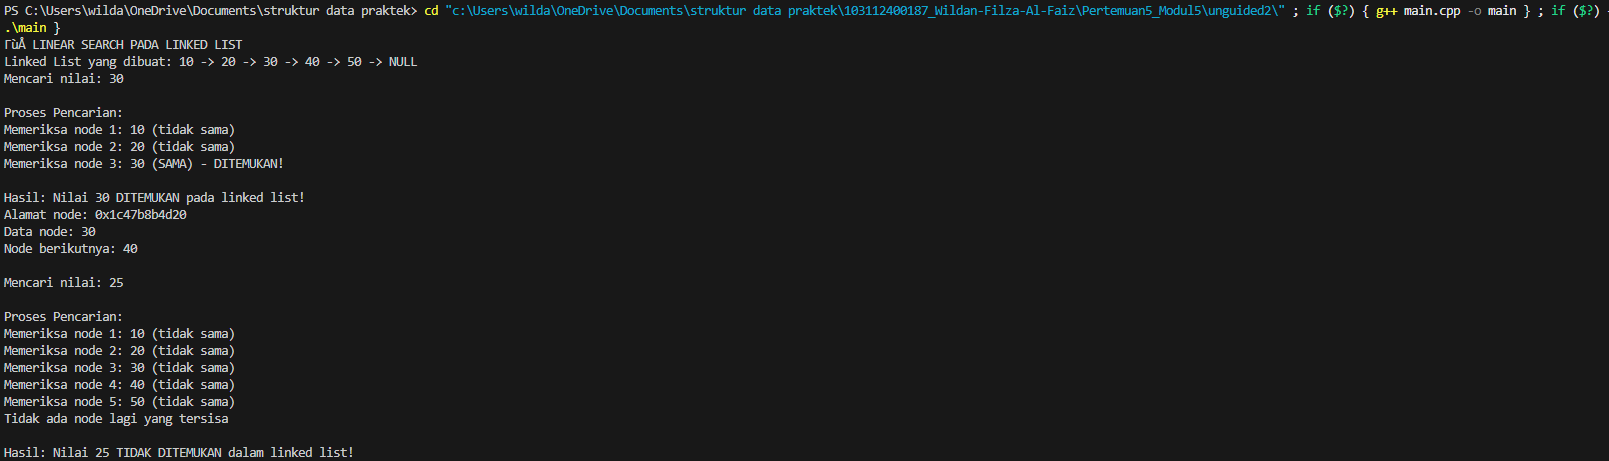 PS C:\Users\wilda\OneDrive\Documents\struktur data praktek> cd "c:\Users\wilda\OneDrive\Documents\struktur data praktek\103112400187_Wildan-Filza-Al-Faiz\Pertemuan5_Modul5\unguided2\" ; if ($?) { g++ main.cpp -o main } ; if ($?) {
.\main }
ΓùÅ LINEAR SEARCH PADA LINKED LIST
Linked List yang dibuat: 10 -> 20 -> 30 -> 40 -> 50 -> NULL
Mencari nilai: 30

Proses Pencarian:
Memeriksa node 1: 10 (tidak sama)
Memeriksa node 2: 20 (tidak sama)
Memeriksa node 3: 30 (SAMA) - DITEMUKAN!

Hasil: Nilai 30 DITEMUKAN pada linked list!
Alamat node: 0x1c47b8b4d20
Data node: 30
Node berikutnya: 40

Mencari nilai: 25

Proses Pencarian:
Memeriksa node 1: 10 (tidak sama)
Memeriksa node 2: 20 (tidak sama)
Memeriksa node 3: 30 (tidak sama)
Memeriksa node 4: 40 (tidak sama)
Memeriksa node 5: 50 (tidak sama)
Tidak ada node lagi yang tersisa

Hasil: Nilai 25 TIDAK DITEMUKAN dalam linked list!